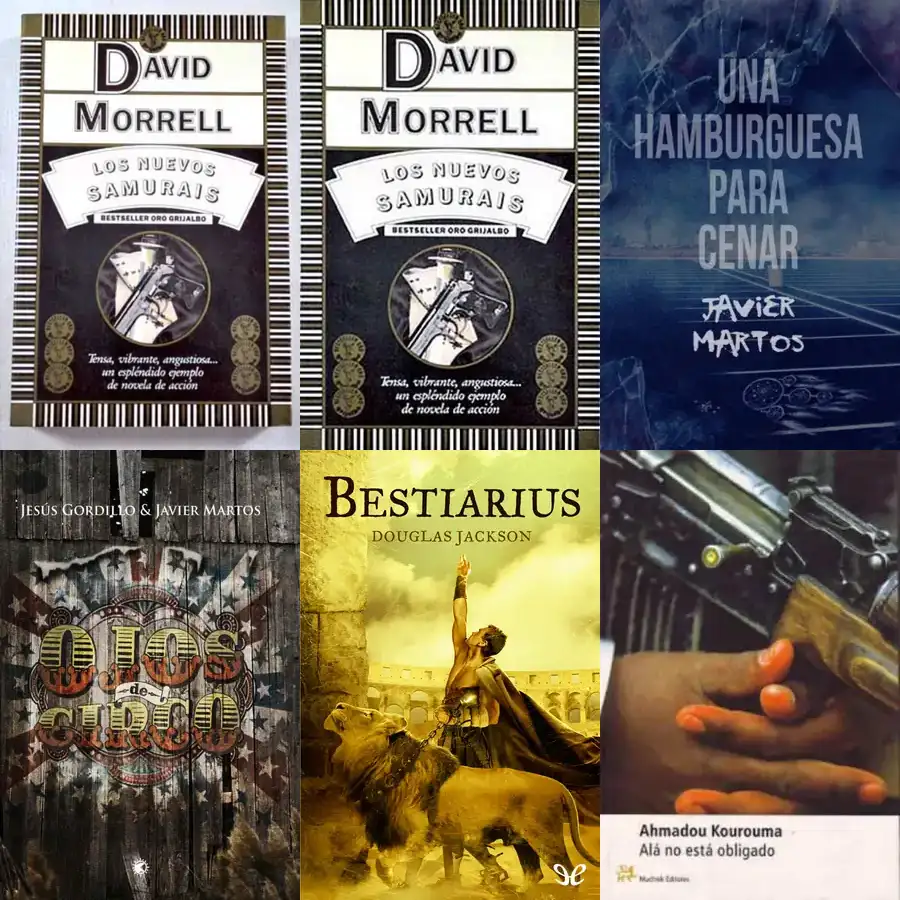 DAVID
MORRELL
LOS NUEVOS
SAMURAIS
BESTSELLER ORO GRIJALBO
Tensa, vibrante, angustiosa...
un espléndido ejemplo
de novela de acción
DAVID
MORRELL
LOS NUEVOS
SAMURAIS
BESTSELLER ORO GRIJALBO
Tensa, vibrante, angustiosa...
un espléndido ejemplo
de novela de acción
UNA
HAMBURGUESA
PARA
CENAR
JAVIER
MARTOS
JESÚS GORDILLO & JAVIER MARTOS
OJOS
de
CIRCO
BESTIARIUS
DOUGLAS JACKSON
Ahmadou Kourouma
Alá no está obligado
Muchnik Editores